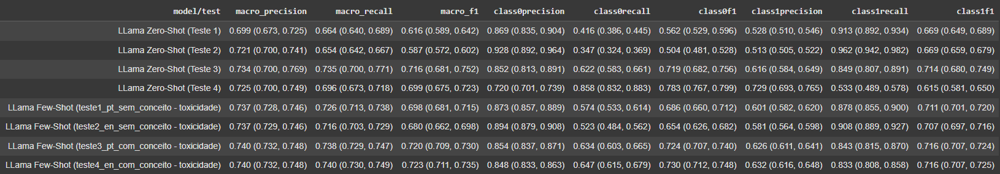 model/test macro_precision macro_recall macro_f1 class0precision class0recall class0f1 class1precision class1recall class1f1
LLama Zero-Shot (Teste 1) 0.699 (0.673, 0.725) 0.664 (0.640, 0.689) 0.616 (0.589, 0.642) 0.869 (0.835, 0.904) 0.416 (0.386, 0.445) 0.562 (0.529, 0.596) 0.528 (0.510, 0.546) 0.913 (0.892, 0.934) 0.669 (0.649, 0.689)
LLama Zero-Shot (Teste 2) 0.721 (0.700, 0.741) 0.654 (0.642, 0.667) 0.587 (0.572, 0.602) 0.928 (0.892, 0.964) 0.347 (0.324, 0.369) 0.504 (0.481, 0.528) 0.513 (0.505, 0.522) 0.962 (0.942, 0.982) 0.669 (0.659, 0.679)
LLama Zero-Shot (Teste 3) 0.734 (0.700, 0.769) 0.735 (0.700, 0.771) 0.716 (0.681, 0.752) 0.852 (0.813, 0.891) 0.622 (0.583, 0.661) 0.719 (0.682, 0.756) 0.616 (0.584, 0.649) 0.849 (0.807, 0.891) 0.714 (0.680, 0.749)
LLama Zero-Shot (Teste 4) 0.725 (0.700, 0.749) 0.696 (0.673, 0.718) 0.699 (0.675, 0.723) 0.720 (0.701, 0.739) 0.858 (0.832, 0.883) 0.783 (0.767, 0.799) 0.729 (0.693, 0.765) 0.533 (0.489, 0.578) 0.615 (0.581, 0.650)
LLama Few-Shot (teste1_pt_sem_conceito - toxicidade) 0.737 (0.728, 0.746) 0.726 (0.713, 0.738) 0.698 (0.681, 0.715) 0.873 (0.857, 0.889) 0.574 (0.533, 0.614) 0.686 (0.660, 0.712) 0.601 (0.582, 0.620) 0.878 (0.855, 0.900) 0.711 (0.701, 0.720)
LLama Few-Shot (teste2_en_sem_conceito - toxicidade) 0.737 (0.729, 0.746) 0.716 (0.703, 0.729) 0.680 (0.662, 0.698) 0.894 (0.879, 0.908) 0.523 (0.484, 0.562) 0.654 (0.626, 0.682) 0.581 (0.564, 0.598) 0.908 (0.889, 0.927) 0.707 (0.697, 0.716)
LLama Few-Shot (teste3_pt_com_conceito - toxicidade) 0.740 (0.732, 0.748) 0.738 (0.729, 0.747) 0.720 (0.709, 0.730) 0.854 (0.837, 0.871) 0.634 (0.603, 0.665) 0.724 (0.707, 0.740) 0.626 (0.611, 0.641) 0.843 (0.815, 0.870) 0.716 (0.707, 0.724)
LLama Few-Shot (teste4_en_com_conceito - toxicidade) 0.740 (0.732, 0.748) 0.740 (0.730, 0.749) 0.723 (0.711, 0.735) 0.848 (0.833, 0.863) 0.647 (0.615, 0.679) 0.730 (0.712, 0.748) 0.632 (0.616, 0.648) 0.833 (0.808, 0.858) 0.716 (0.707, 0.725)